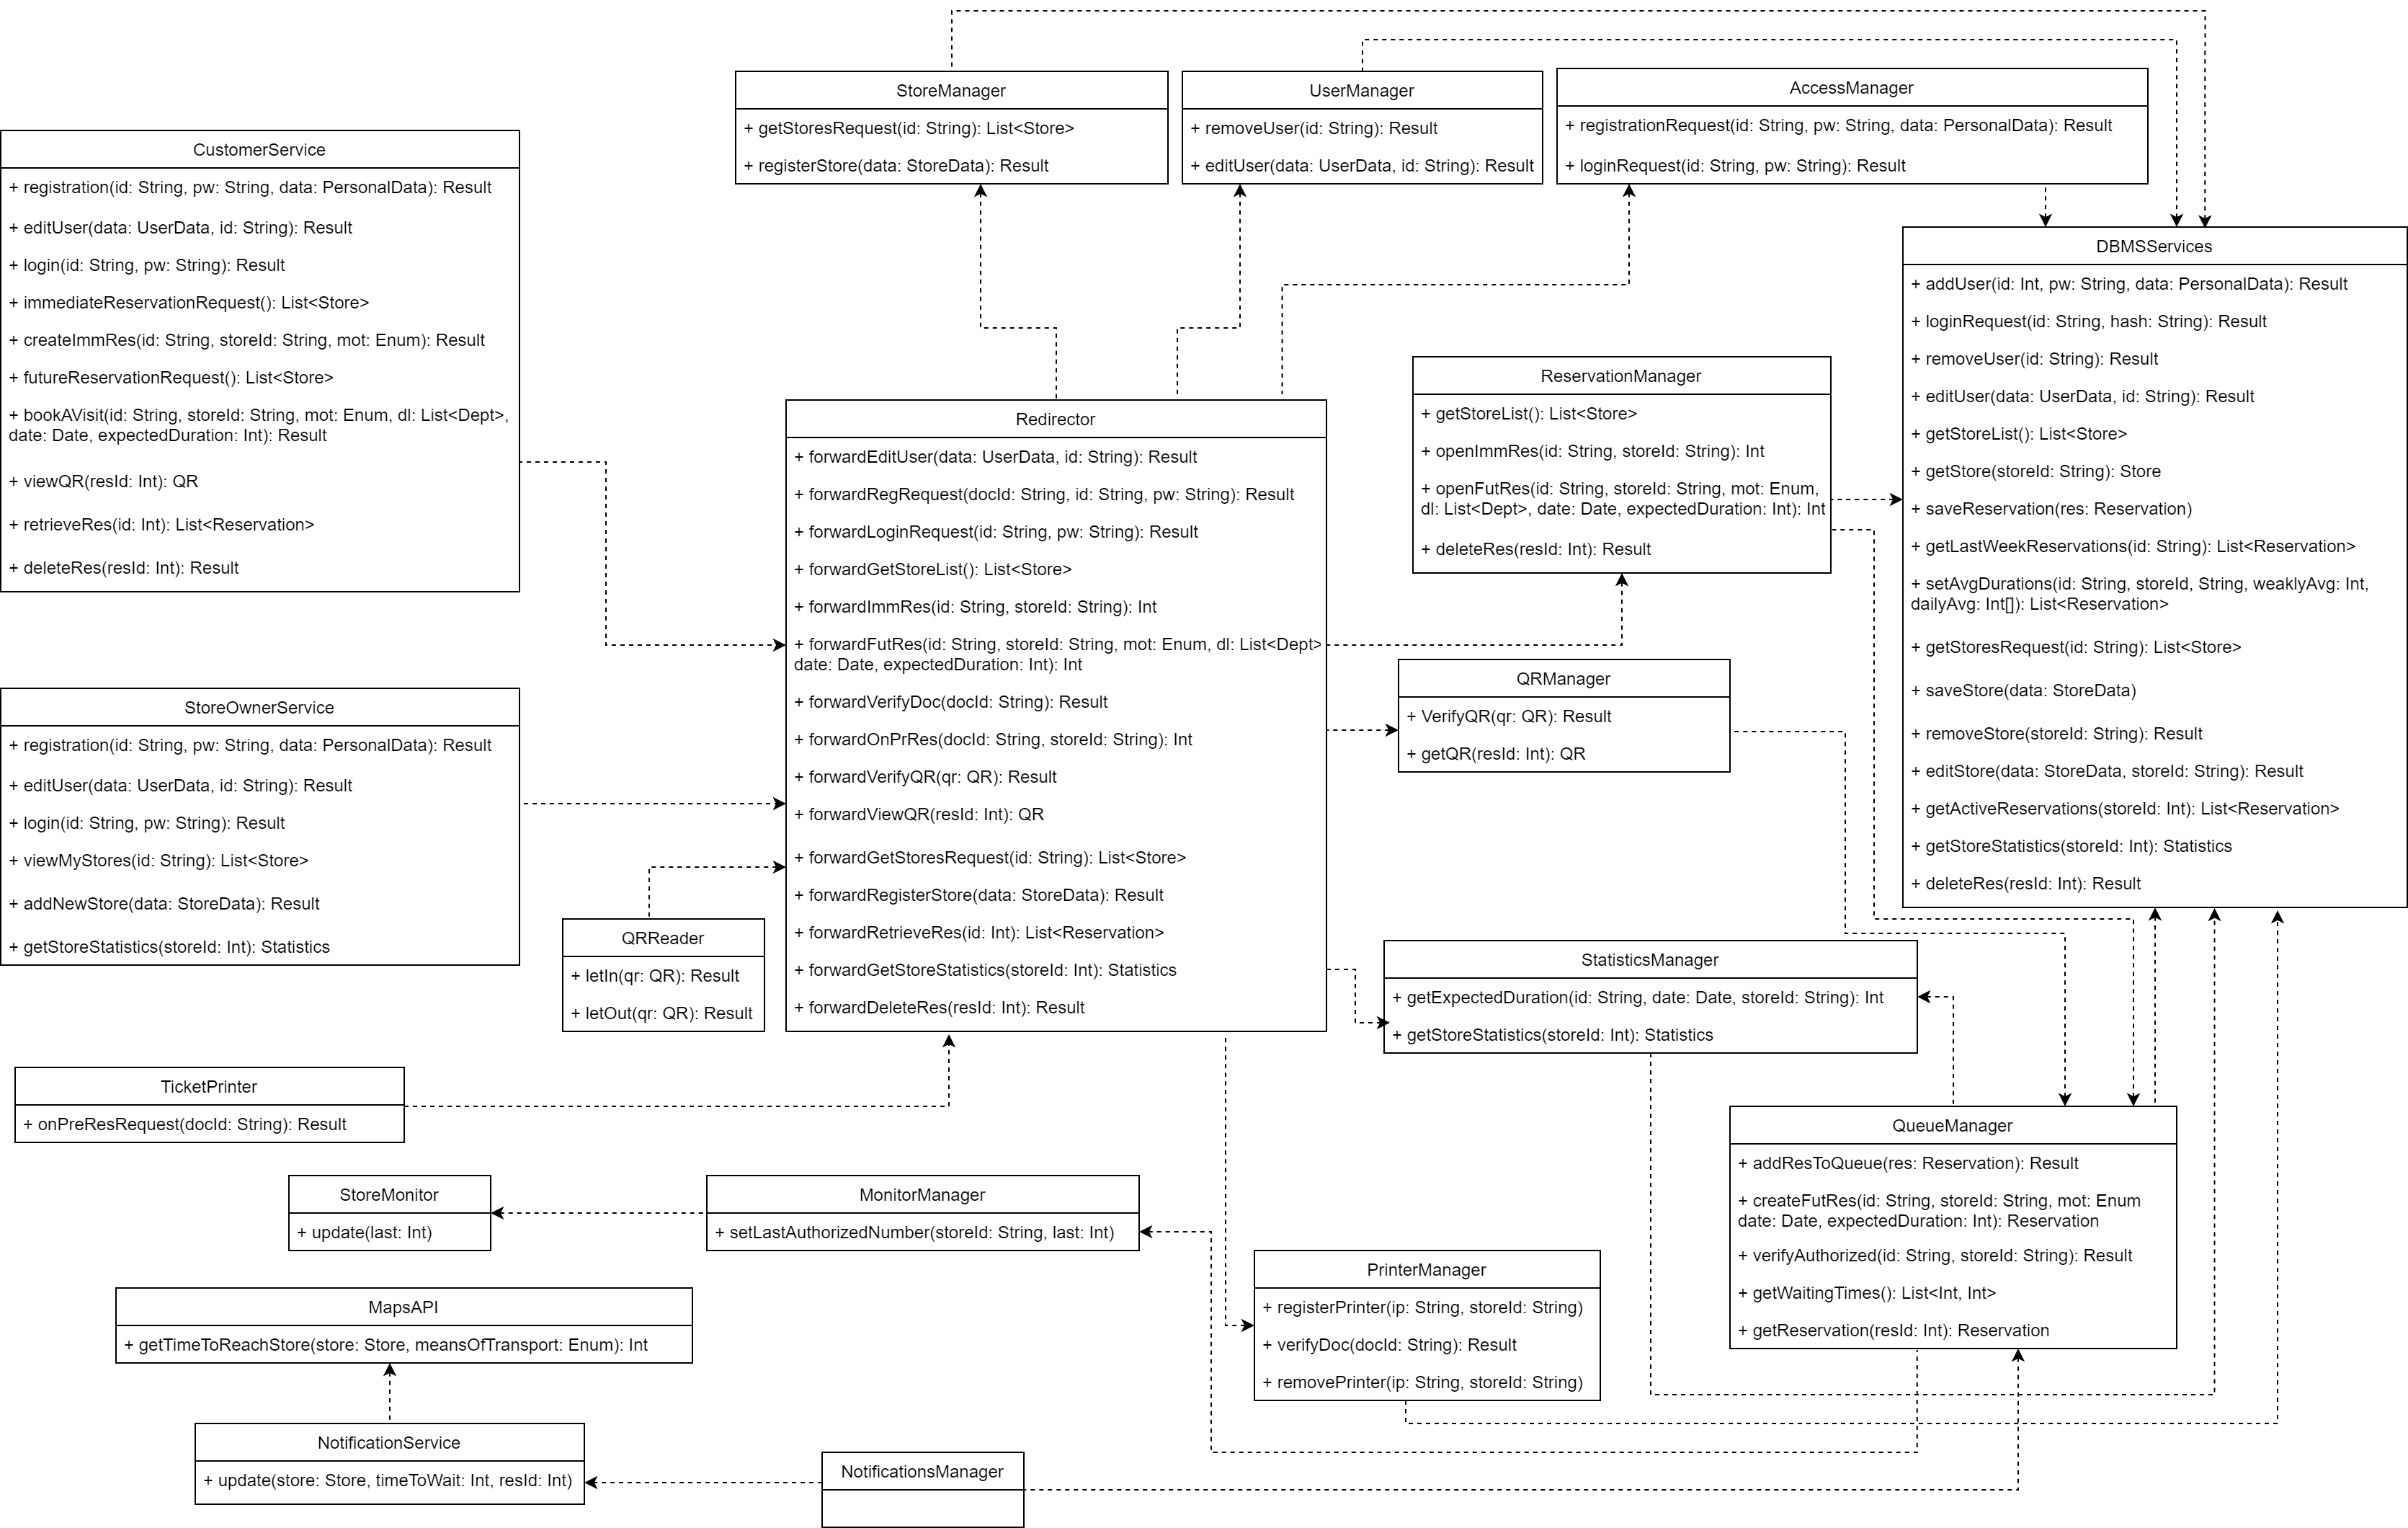 StoreManager
+ getStoresRequest(id: String): List<Store>
+ registerStore(data: StoreData): Result
UserManager
+ removeUser(id: String): Result
+ editUser(data: UserData, id: String): Result
AccessManager
+ registrationRequest(id: String, pw: String, data: PersonalData): Result
+ loginRequest(id: String, pw: String): Result
CustomerService
+ registration(id: String, pw: String, data: PersonalData): Result
+ editUser(data: UserData, id: String): Result
+ login(id: String, pw: String): Result
+ immediateReservationRequest(): List<Store>
+ createImmRes(id: String, storeId: String, mot: Enum): Result
+ futureReservationRequest(): List<Store>
+ bookAVisit(id: String, storeId: String, mot: Enum, dl: List<Dept>,
date: Date, expectedDuration: Int): Result
+ viewQR(resId: Int): QR
+ retrieveRes(id: Int): List<Reservation>
+ deleteRes(resId: Int): Result
DBMSServices
+ addUser(id: Int, pw: String, data: PersonalData): Result
+ loginRequest(id: String, hash: String): Result
+ removeUser(id: String): Result
+ editUser(data: UserData, id: String): Result
+ getStoreList(): List<Store>
+ getStore(storeId: String): Store
+ saveReservation(res: Reservation)
+ getLastWeekReservations(id: String): List<Reservation>
+ setAvgDurations(id: String, storeId, String, weaklyAvg: Int,
dailyAvg: Int[]): List<Reservation>
+ getStoresRequest(id: String): List<Store>
+ saveStore(data: StoreData)
+ removeStore(storeId: String): Result
+ editStore(data: StoreData, storeId: String): Result
+ getActiveReservations(storeId: Int): List<Reservation>
+ getStoreStatistics(storeId: Int): Statistics
+ deleteRes(resId: Int): Result
ReservationManager
+ getStoreList(): List<Store>
+ openImmRes(id: String, storeId: String): Int
+ openFutRes(id: String, storeId: String, mot: Enum,
dl: List<Dept>, date: Date, expectedDuration: Int): Int
+ deleteRes(resId: Int): Result
Redirector
+ forwardEditUser(data: UserData, id: String): Result
+ forwardRegRequest(docId: String, id: String, pw: String): Result
+ forwardLoginRequest(id: String, pw: String): Result
+ forwardGetStoreList(): List<Store>
+ forwardImmRes(id: String, storeId: String): Int
+ forwardFutRes(id: String, storeId: String, mot: Enum, dl: List<Dept>
date: Date, expectedDuration: Int): Int
+ forwardVerifyDoc(docId: String): Result
+ forwardOnPrRes(docId: String, storeId: String): Int
+ forwardVerifyQR(qr: QR): Result
+ forwardViewQR(resId: Int): QR
+ forwardGetStoresRequest(id: String): List<Store>
+ forwardRegisterStore(data: StoreData): Result
+ forwardRetrieveRes(id: Int): List<Reservation>
+ forwardGetStoreStatistics(storeId: Int): Statistics
+ forwardDeleteRes(resId: Int): Result
QRManager
+ VerifyQR(qr: QR): Result
+ getQR(resId: Int): QR
StoreOwnerService
+ registration(id: String, pw: String, data: PersonalData): Result
+ editUser(data: UserData, id: String): Result
+ login(id: String, pw: String): Result
+ viewMyStores(id: String): List<Store>
+ addNewStore(data: StoreData): Result
+ getStoreStatistics(storeId: Int): Statistics
QRReader
+ letIn(qr: QR): Result
+ letOut(qr: QR): Result
StatisticsManager
+ getExpectedDuration(id: String, date: Date, storeId: String): Int
+ getStoreStatistics(storeId: Int): Statistics
TicketPrinter
+ onPreResRequest(docId: String): Result
QueueManager
+ addResToQueue(res: Reservation): Result
+ createFutRes(id: String, storeId: String, mot: Enum
date: Date, expectedDuration: Int): Reservation
+ verifyAuthorized(id: String, storeId: String): Result
+ getWaitingTimes(): List<Int, Int>
+ getReservation(resId: Int): Reservation
StoreMonitor
+ update(last: Int)
MonitorManager
+ setLastAuthorizedNumber(storeId: String, last: Int)
PrinterManager
+ registerPrinter(ip: String, storeId: String)
+ verifyDoc(docId: String): Result
+ removePrinter(ip: String, storeId: String)
MapsAPI
+ getTimeToReachStore(store: Store, meansOfTransport: Enum): Int
NotificationService
+ update(store: Store, timeToWait: Int, resId: Int)
NotificationsManager